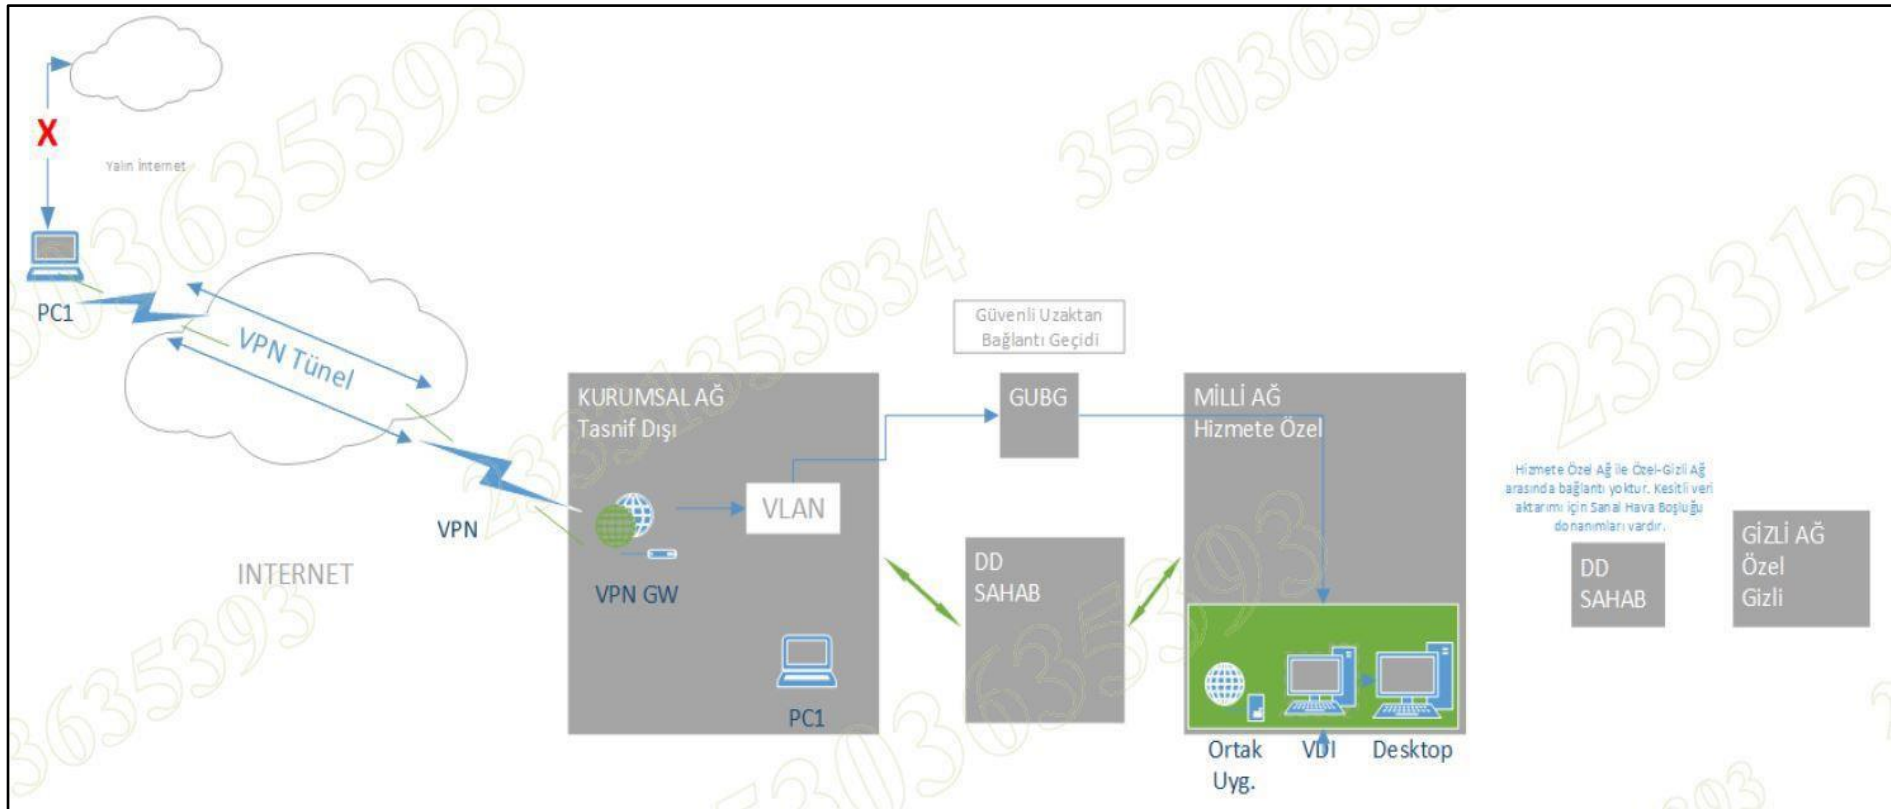 X
Yalın İnternet
PC1
VPN Tünel
VPN
INTERNET
KURUMSAL AĞ
Tasnif Dışı
VLAN
VPN GW
PC1
Güvenli Uzaktan
Bağlantı Geçidi
GUBG
DD
SAHAB
MİLLİ AĞ
Hizmete Özel
Ortak
Uyg.
VDI
Desktop
Hizmete Özel Ağ ile Özel-Gizli Ağ
arasında bağlantı yoktur. Kesitli veri
aktarımı için Sanal Hava Boşluğu
donanımları vardır.
DD
SAHAB
GİZLİ AĞ
Özel
Gizli